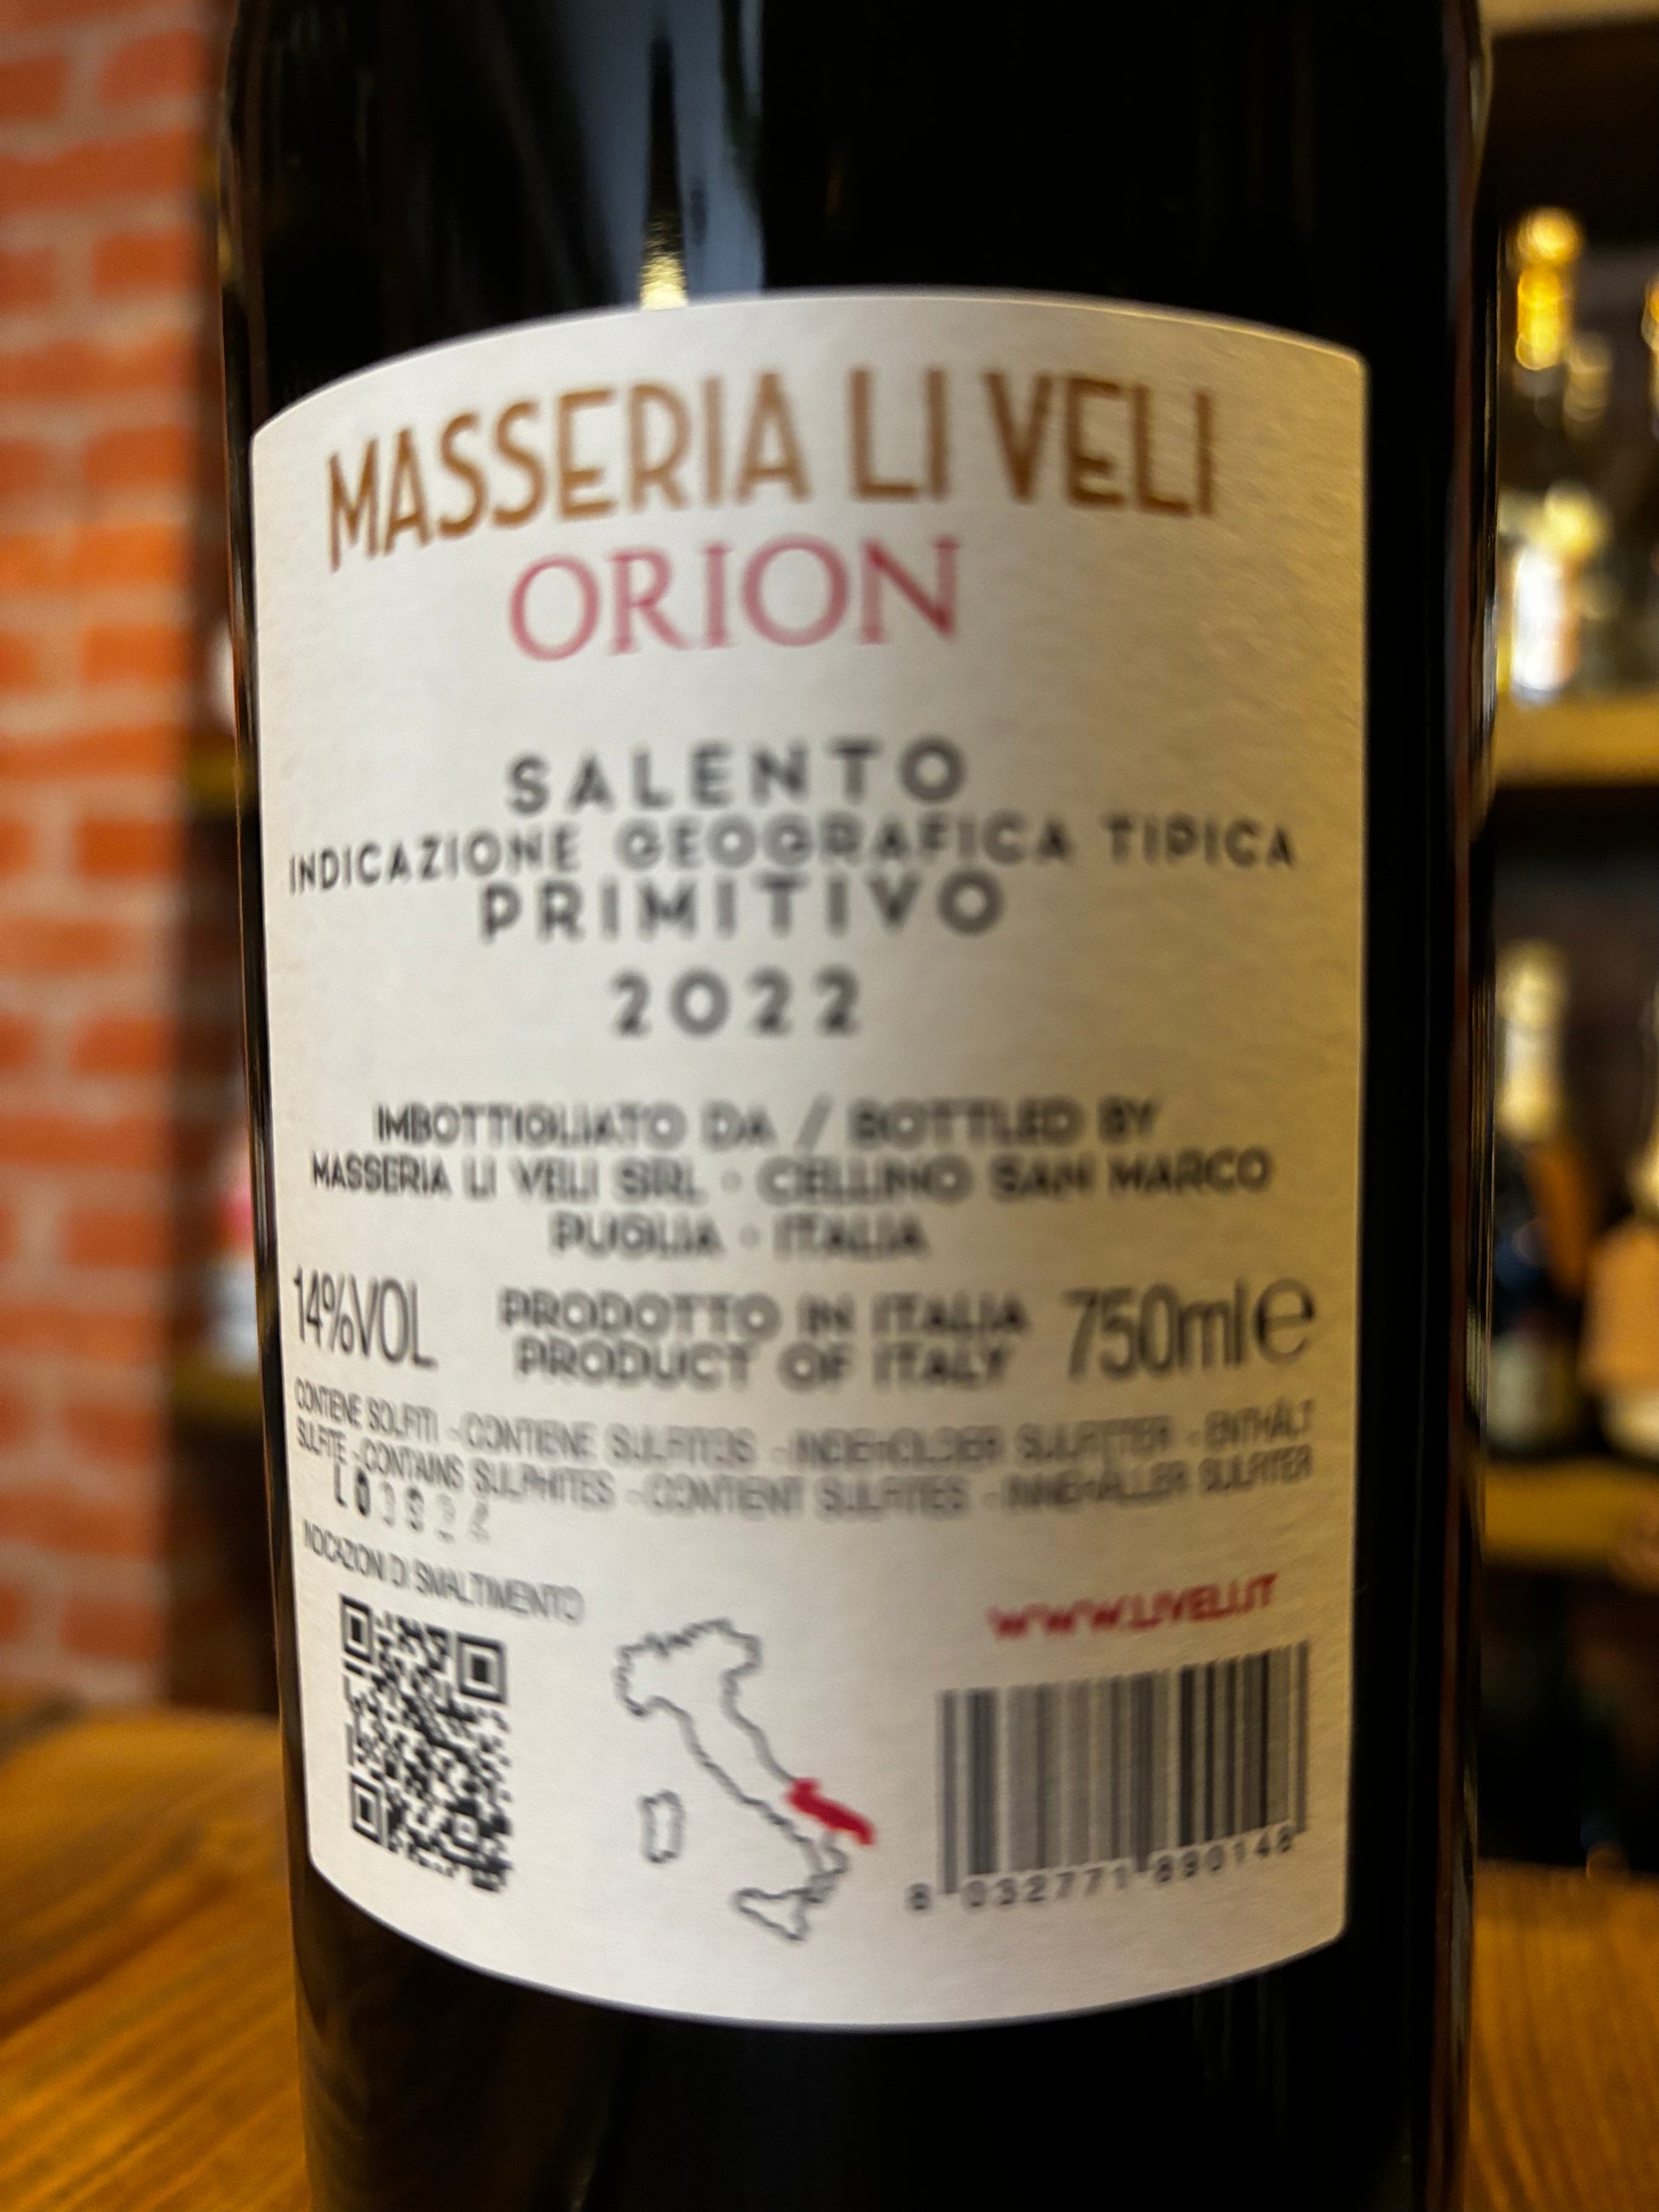 MASSERIA LI VELI
ORION
SALENTO
INDICAZIONE GEOGRAFICA TIPICA
PRIMITIVO
2022
IMBOTTIGLIATO DA / BOTTLED BY
MASSERIA LI VELI SRL · CELLINO SAN MARCO
PUGLIA · ITALIA
14%VOL PRODOTTO IN ITALIA 750ml e
PRODUCT OF ITALY
CONTIENE SOLFITI - CONTIENE SULFITOS - INDEHOLDER SULFITTER - ENTHÄLT
SULFITE - CONTAINS SULPHITES - CONTIENT SULFITES - INNEHÅLLER SULFITER
INDICAZIONI DI SMALTIMENTO
WWW.LIVELI.IT
8 032771 890148